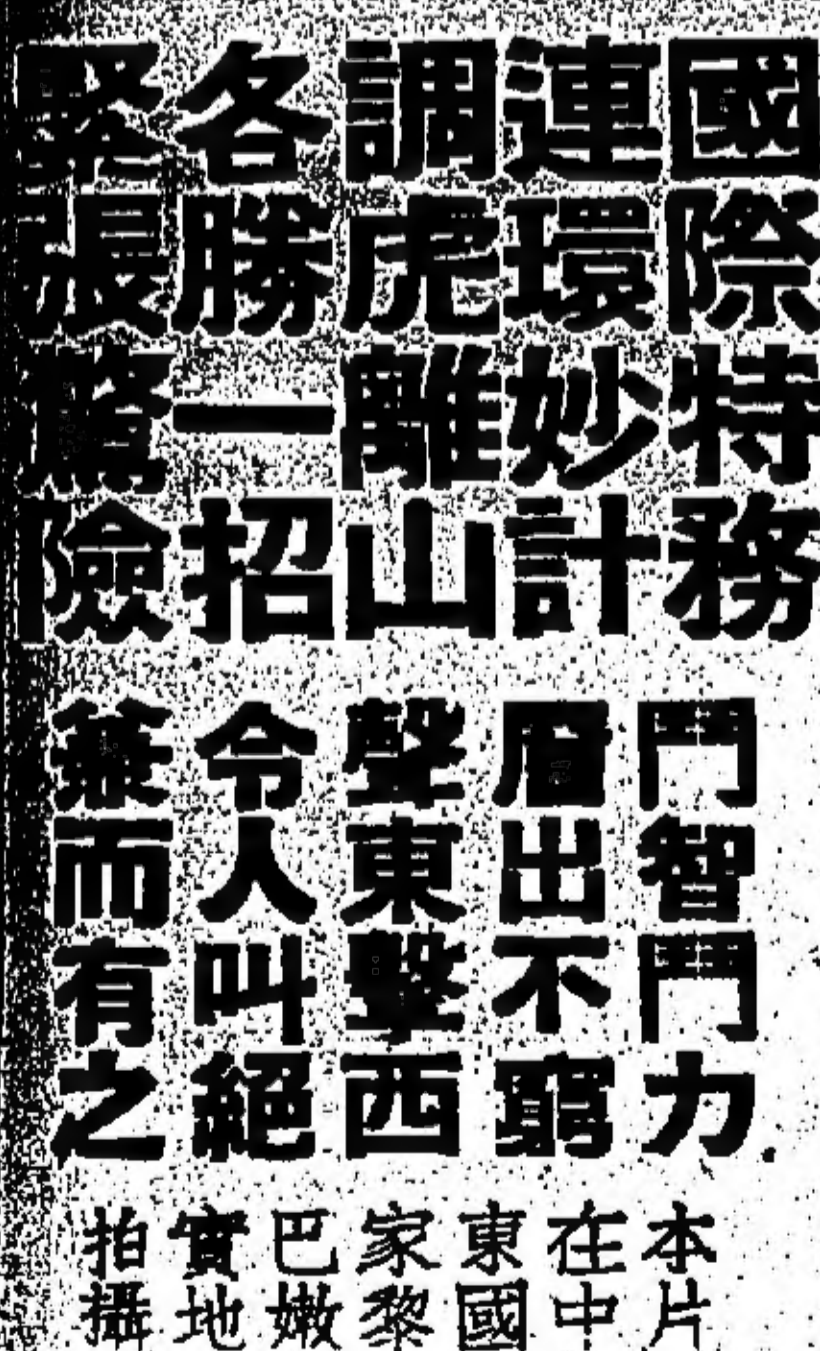 國際特務 鬥智鬥力
連環妙計 層出不窮
調虎離山 聲東擊西
各勝一招 令人叫絕
緊張驚險 兼而有之
本片
在中
東國
家黎
巴嫩
實地
拍攝